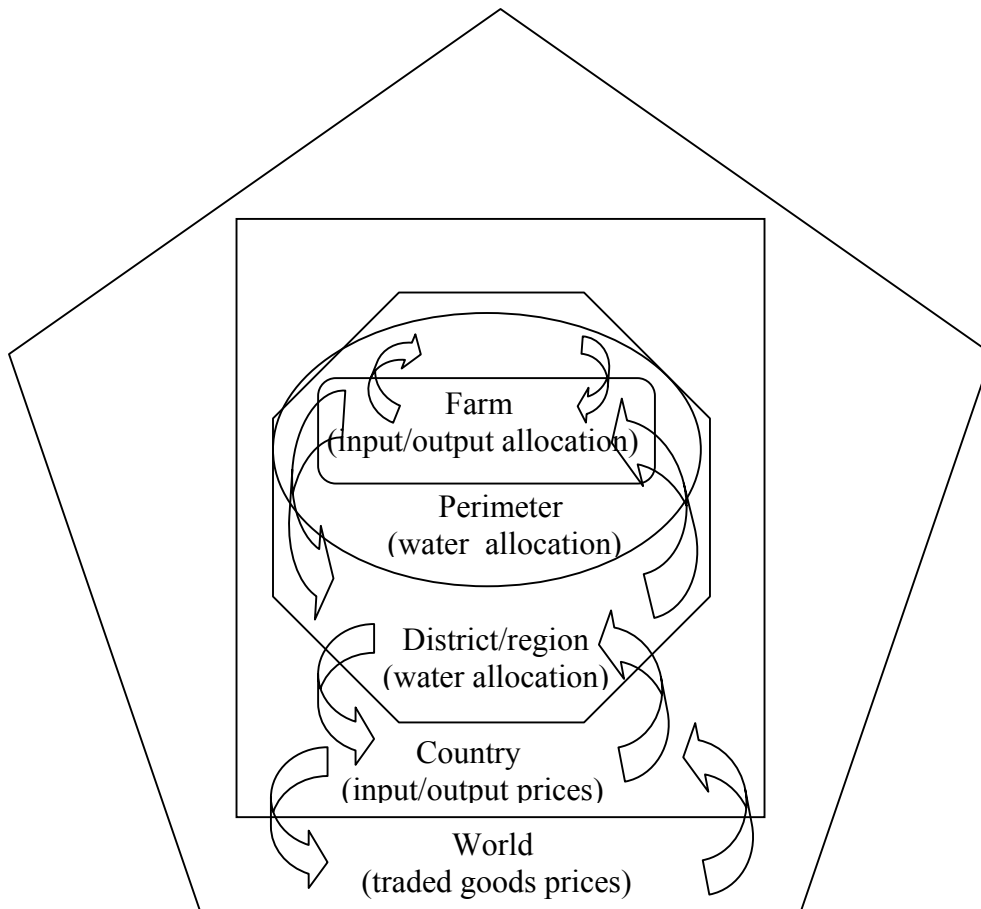 Farm
(input/output allocation)
Perimeter
(water allocation)
District/region
(water allocation)
Country
(input/output prices)
World
(traded goods prices)